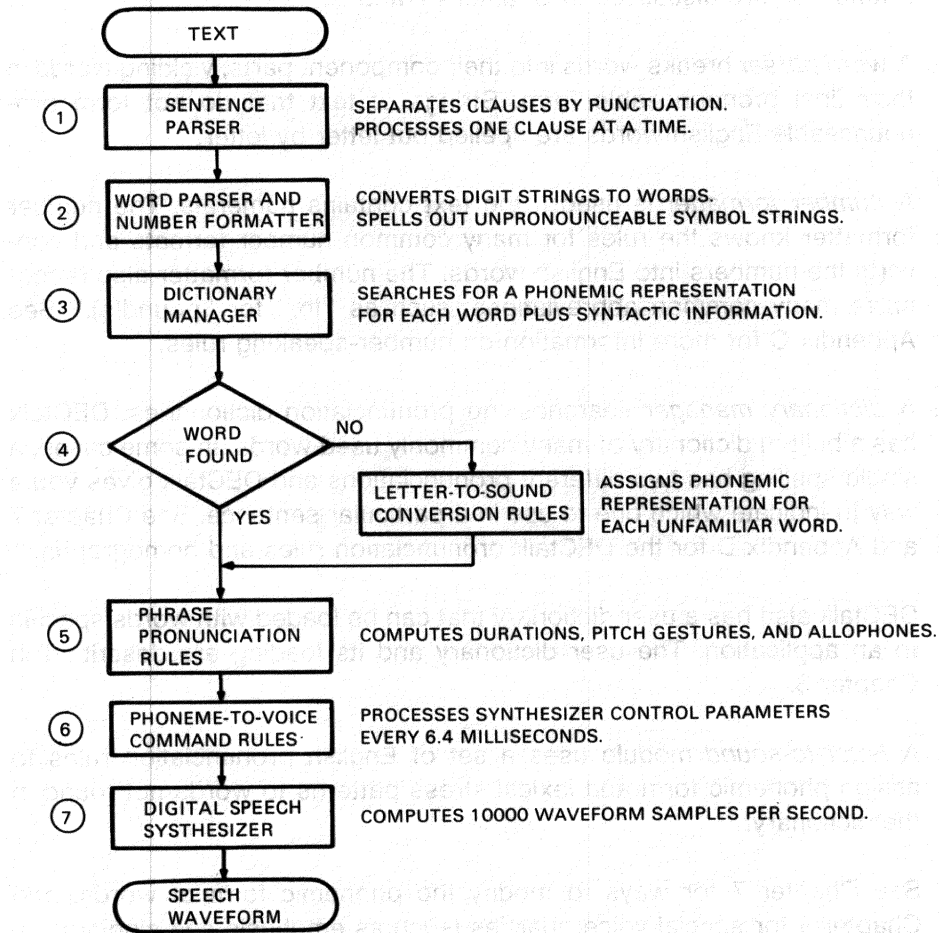 TEXT
1
SENTENCE
PARSER
SEPARATES CLAUSES BY PUNCTUATION.
PROCESSES ONE CLAUSE AT A TIME.
2
WORD PARSER AND
NUMBER FORMATTER
CONVERTS DIGIT STRINGS TO WORDS.
SPELLS OUT UNPRONOUNCEABLE SYMBOL STRINGS.
3
DICTIONARY
MANAGER
SEARCHES FOR A PHONEMIC REPRESENTATION
FOR EACH WORD PLUS SYNTACTIC INFORMATION.
4
WORD
FOUND
NO
YES
LETTER-TO-SOUND
CONVERSION RULES
ASSIGNS PHONEMIC
REPRESENTATION FOR
EACH UNFAMILIAR WORD.
5
PHRASE
PRONUNCIATION
RULES
COMPUTES DURATIONS, PITCH GESTURES, AND ALLOPHONES.
6
PHONEME-TO-VOICE
COMMAND RULES
PROCESSES SYNTHESIZER CONTROL PARAMETERS
EVERY 6.4 MILLISECONDS.
7
DIGITAL SPEECH
SYSTHESIZER
COMPUTES 10000 WAVEFORM SAMPLES PER SECOND.
SPEECH
WAVEFORM